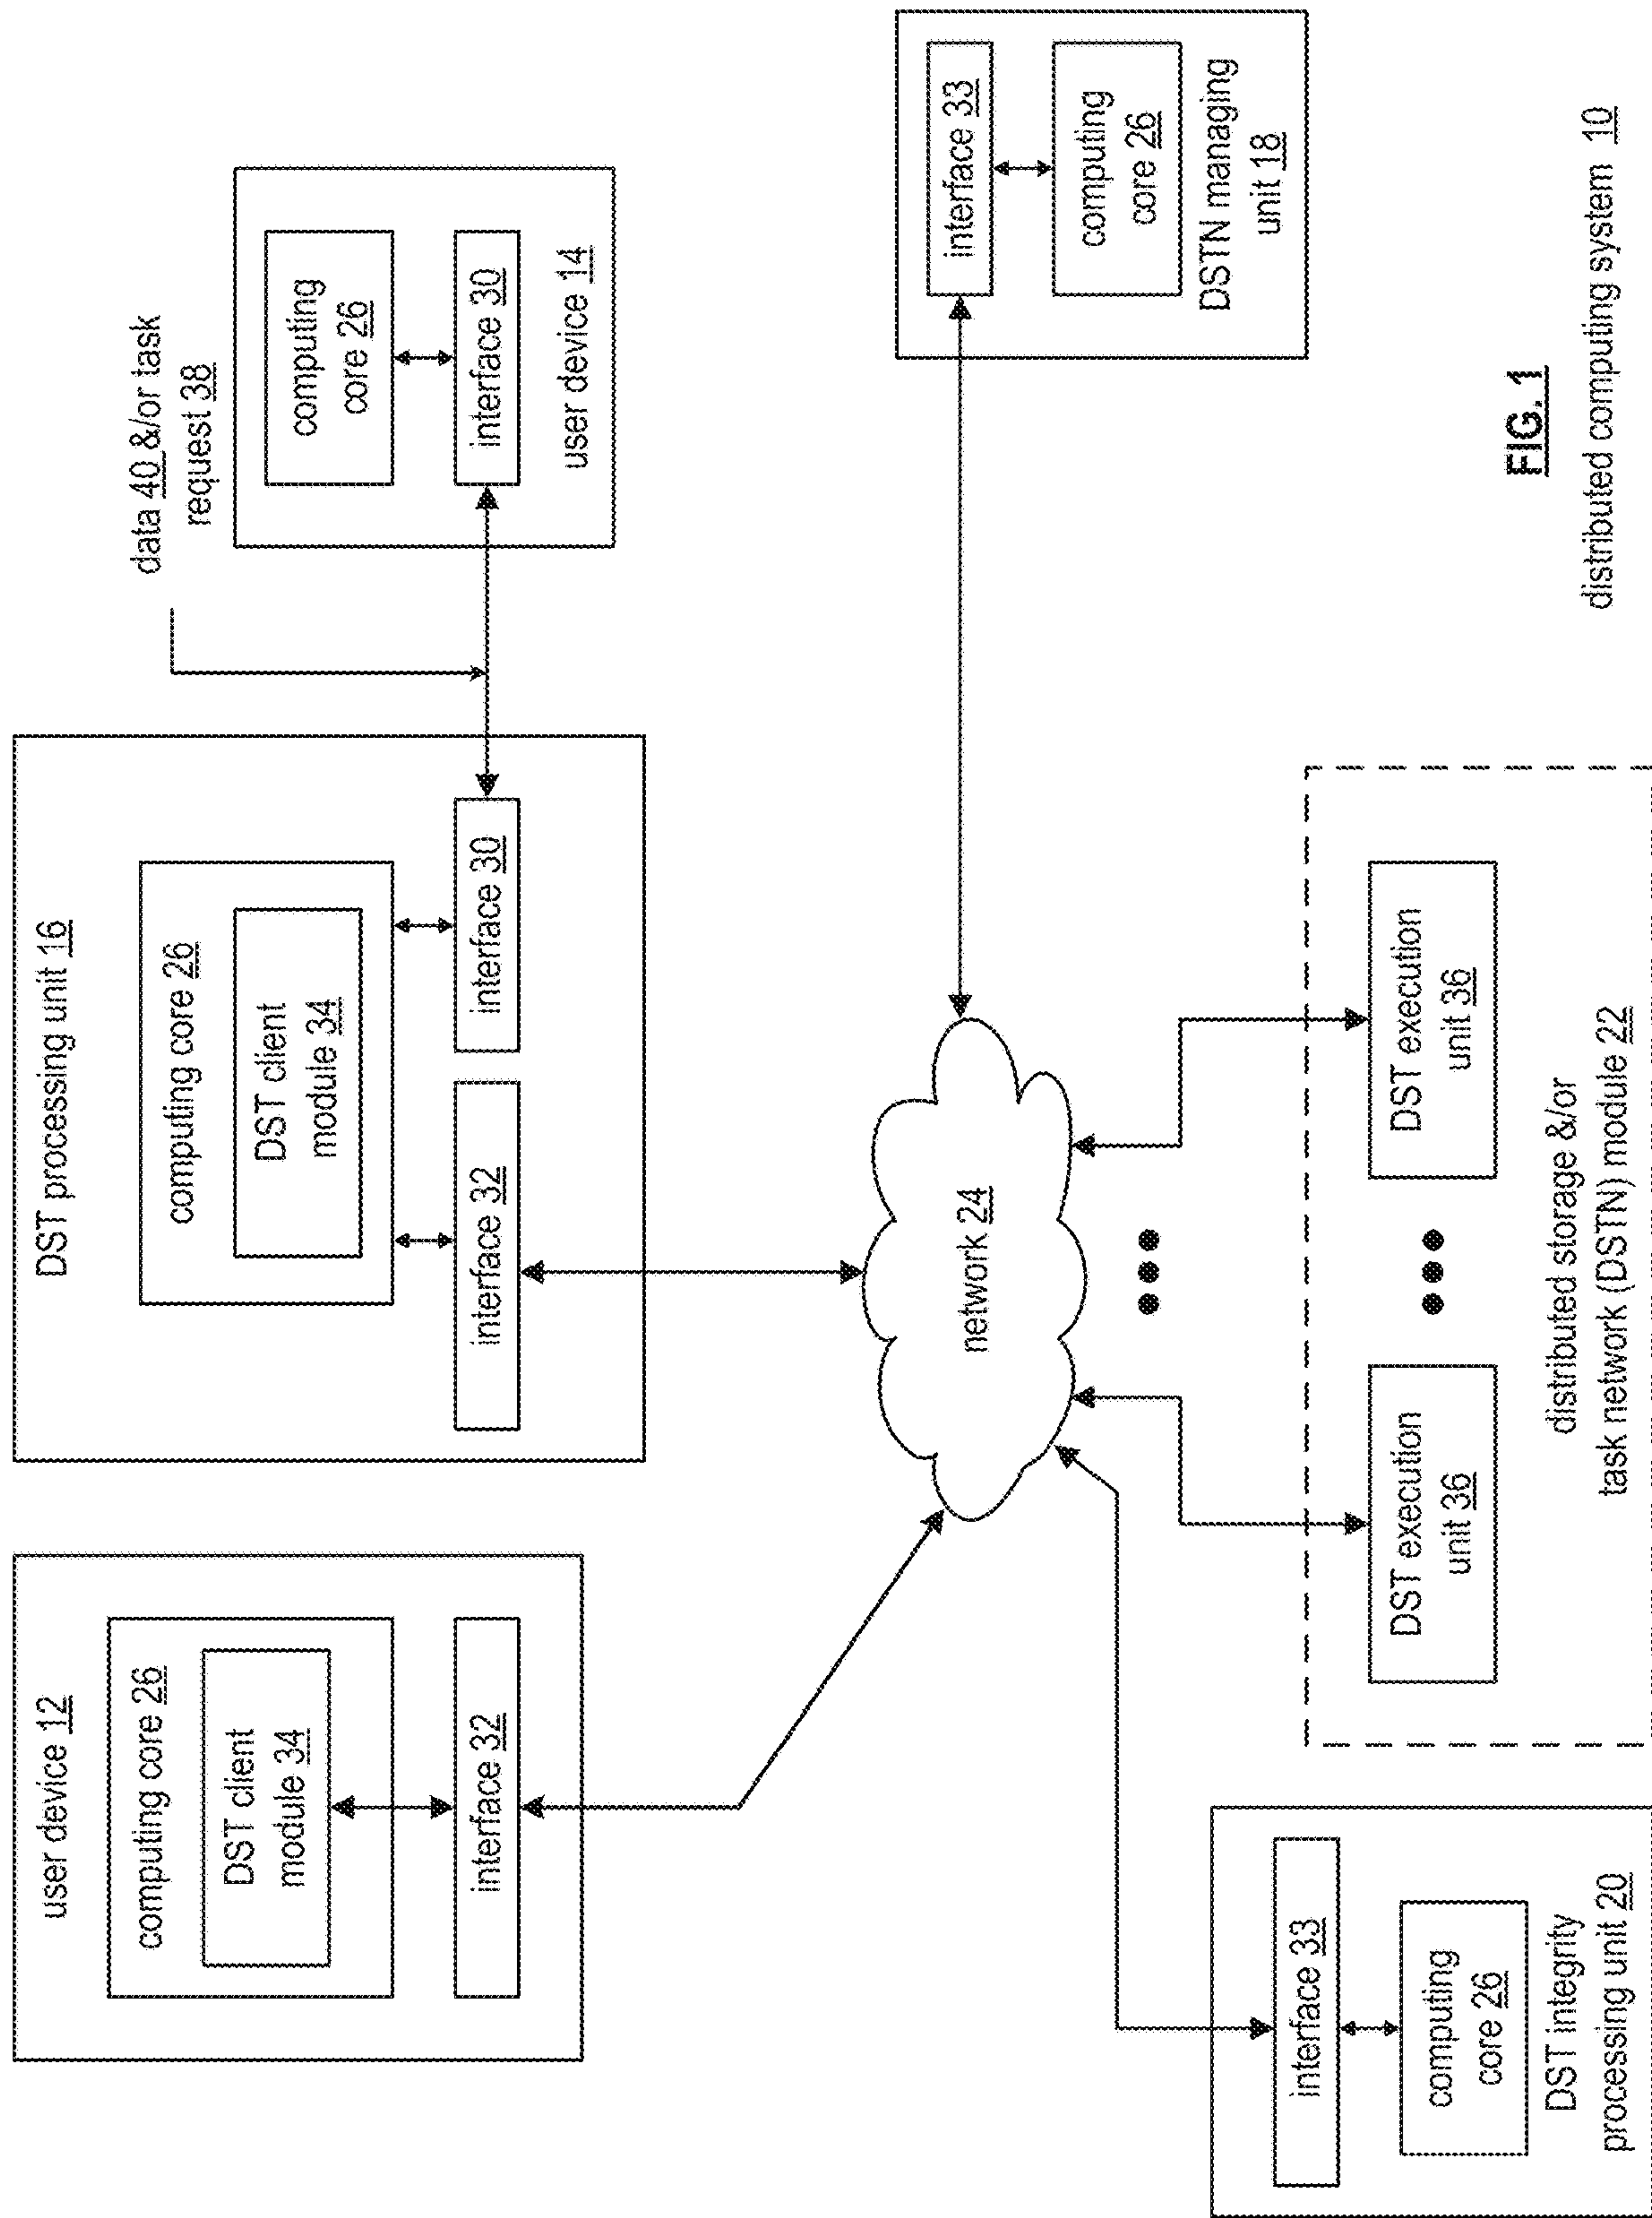 user device 12
computing core 26
DST client
module 34
interface 32
DST processing unit 16
computing core 26
DST client
module 34
interface 32
interface 30
data 40 &/or task
request 38
computing
core 26
interface 30
user device 14
network 24
interface 33
computing
core 26
DSTN managing
unit 18
interface 33
computing
core 26
DST integrity
processing unit 20
DST execution
unit 36
DST execution
unit 36
distributed storage &/or
task network (DSTN) module 22
FIG. 1
distributed computing system 10